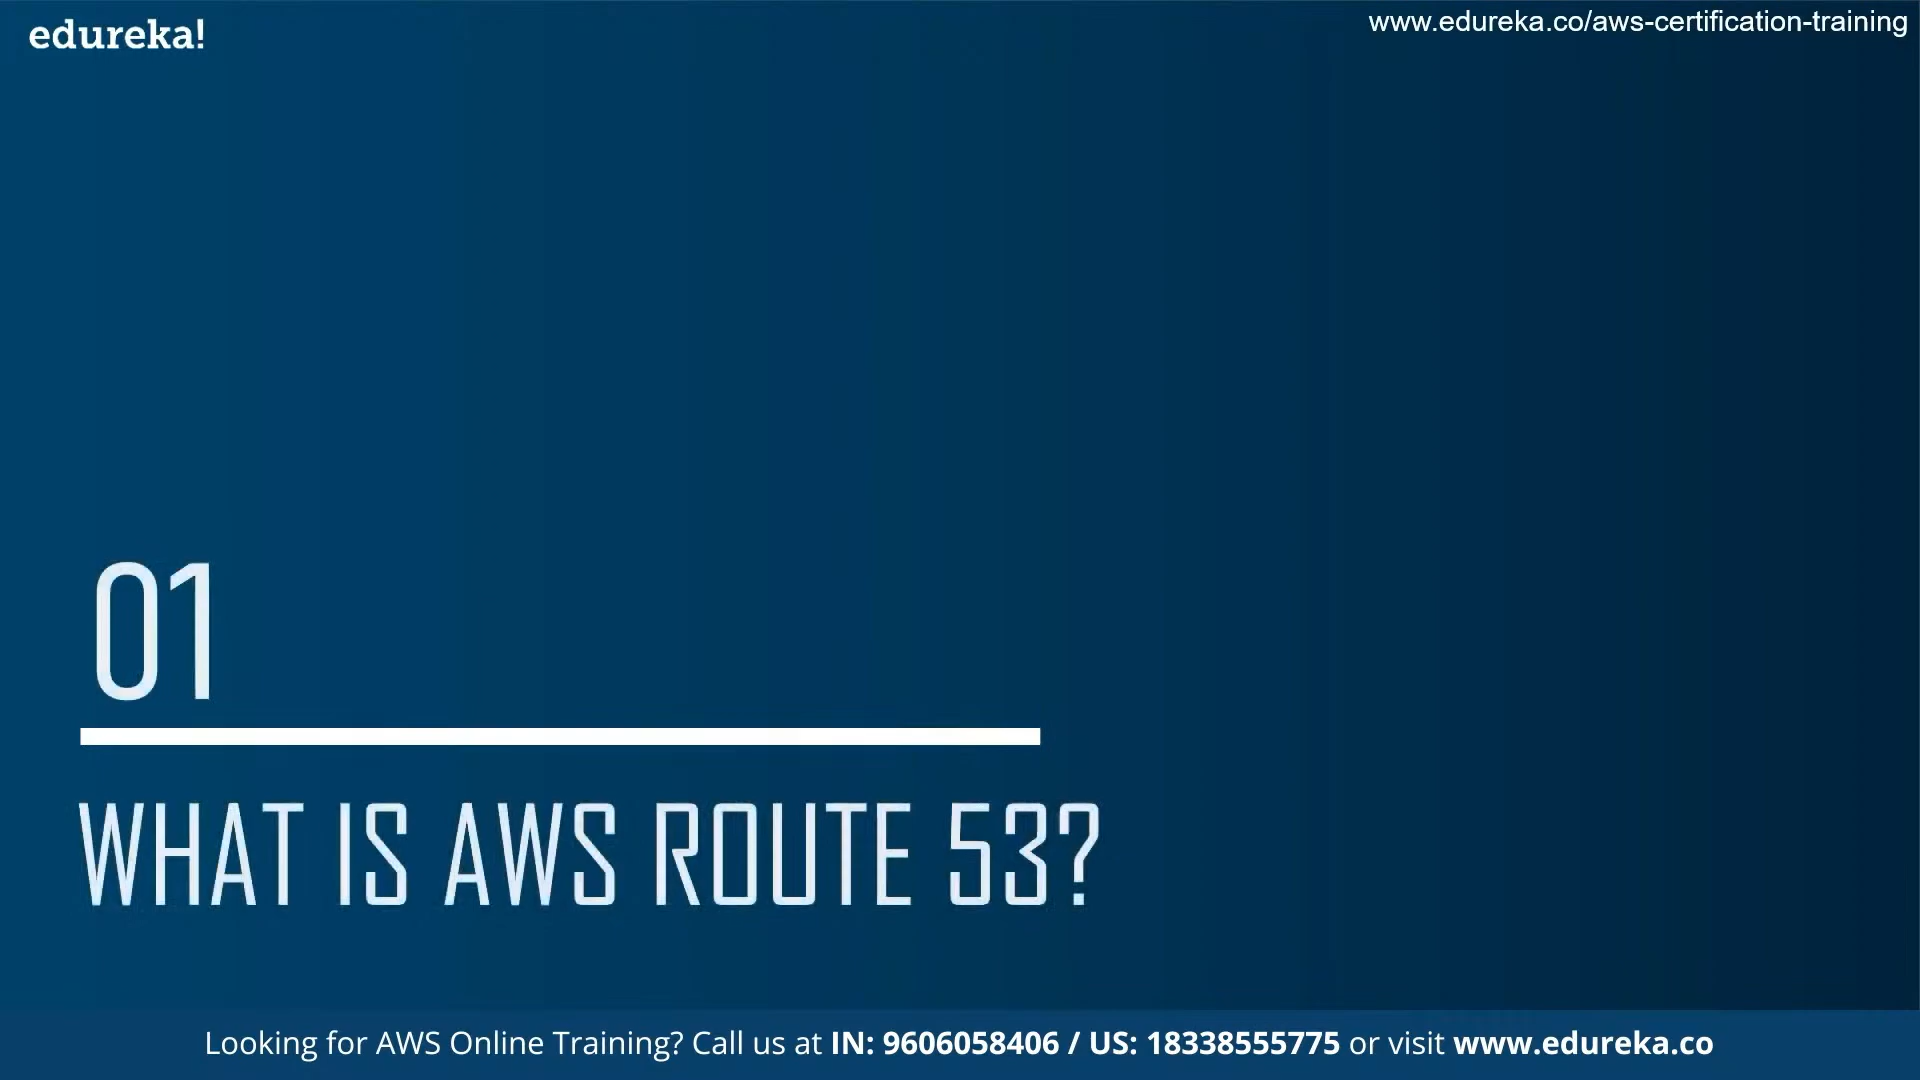 edureka!
www.edureka.co/aws-certification-training
01
WHAT IS AWS ROUTE 53?
Looking for AWS Online Training? Call us at IN: 9606058406 / US: 18338555775 or visit www.edureka.co